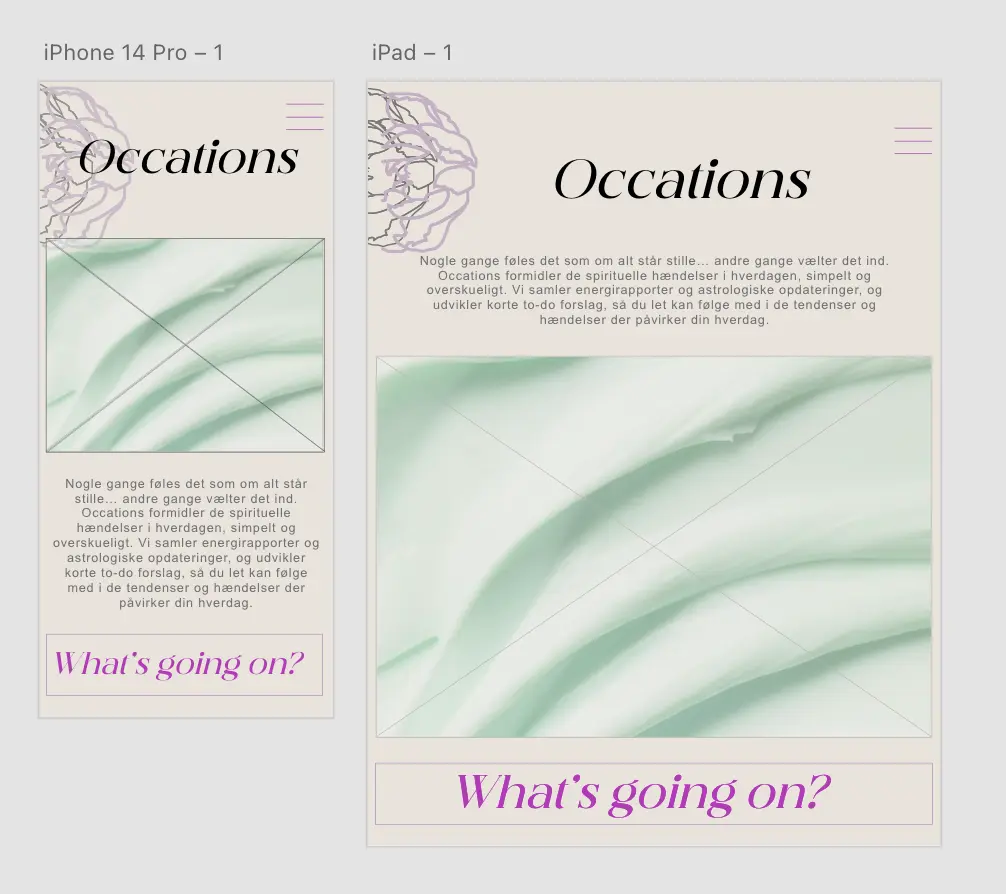 iPhone 14 Pro – 1
Occations
Nogle gange føles det som om alt står
stille... andre gange vælter det ind.
Occations formidler de spirituelle
hændelser i hverdagen, simpelt og
overskueligt. Vi samler energirapporter og
astrologiske opdateringer, og udvikler
korte to-do forslag, så du let kan følge
med i de tendenser og hændelser der
påvirker din hverdag.
What's going on?
iPad – 1
Occations
Nogle gange føles det som om alt står stille... andre gange vælter det ind.
Occations formidler de spirituelle hændelser i hverdagen, simpelt og
overskueligt. Vi samler energirapporter og astrologiske opdateringer, og
udvikler korte to-do forslag, så du let kan følge med i de tendenser og
hændelser der påvirker din hverdag.
What's going on?